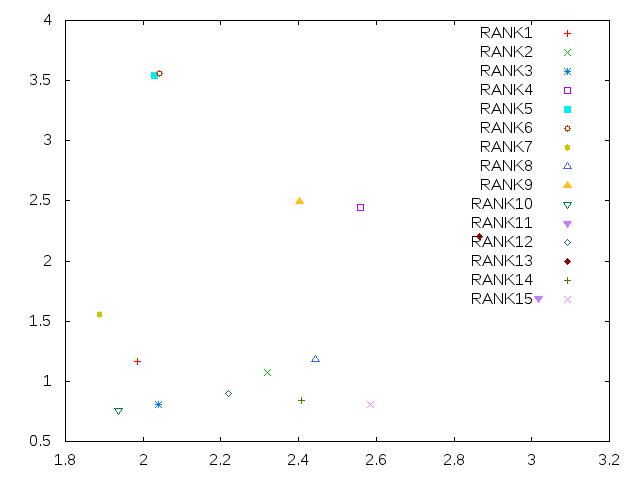 4
3.5
3
2.5
2
1.5
1
0.5
1.8 2 2.2 2.4 2.6 2.8 3 3.2
RANK1
RANK2
RANK3
RANK4
RANK5
RANK6
RANK7
RANK8
RANK9
RANK10
RANK11
RANK12
RANK13
RANK14
RANK15